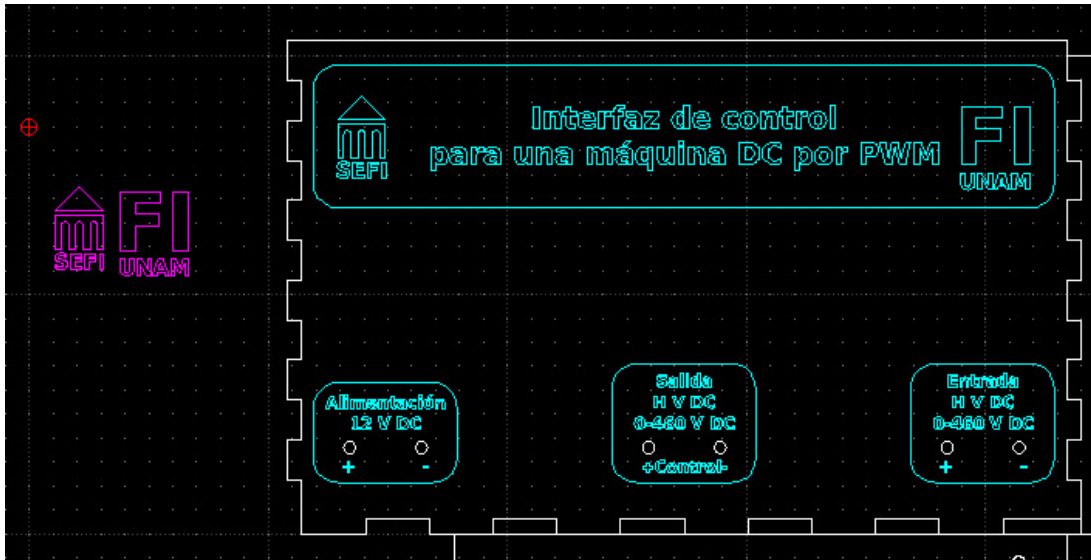 Interfaz de control
para una máquina DC por PWM
SEFI
FI
UNAM
SEFI
FI
UNAM
Alimentación
12 V DC
+ -
Salida
H V DC
0-460 V DC
+Control-
Entrada
H V DC
0-460 V DC
+ -